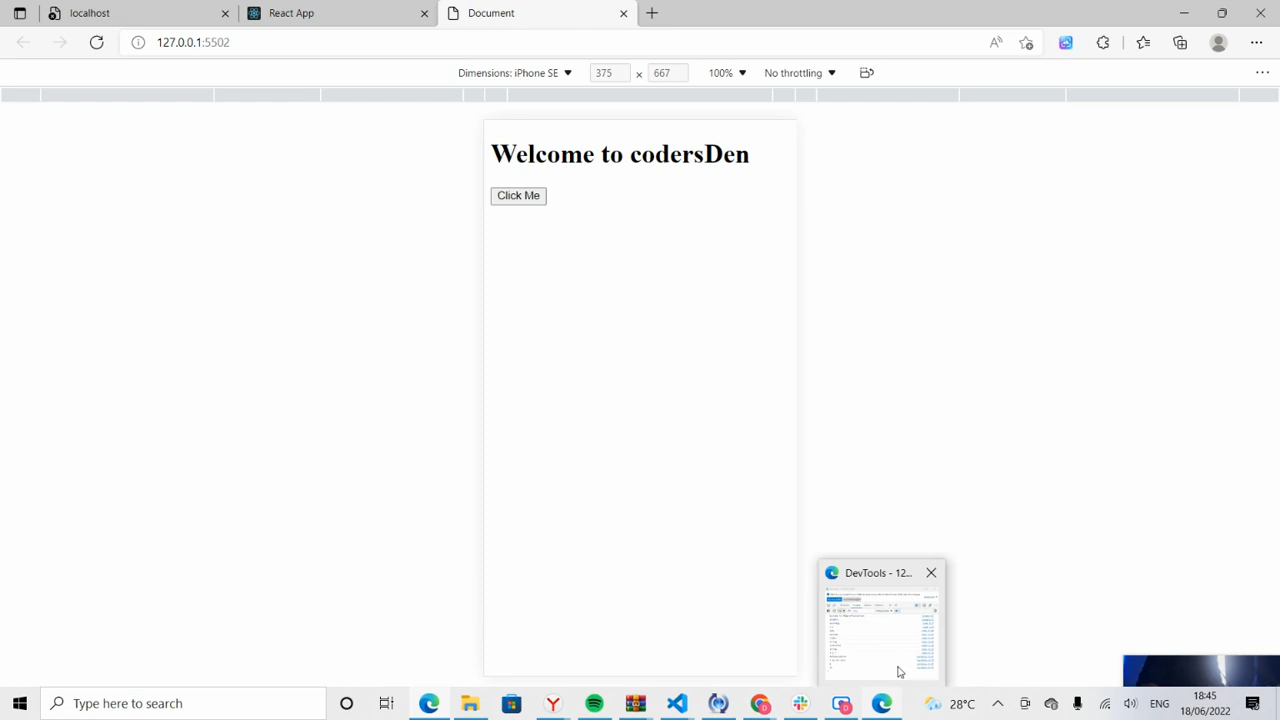 localhost
React App
Document
127.0.0.1:5502
Dimensions: iPhone SE
375 × 667
100%
No throttling
Welcome to codersDen
Click Me
DevTools - 12...
Type here to search
28°C
ENG
18:45
18/06/2022